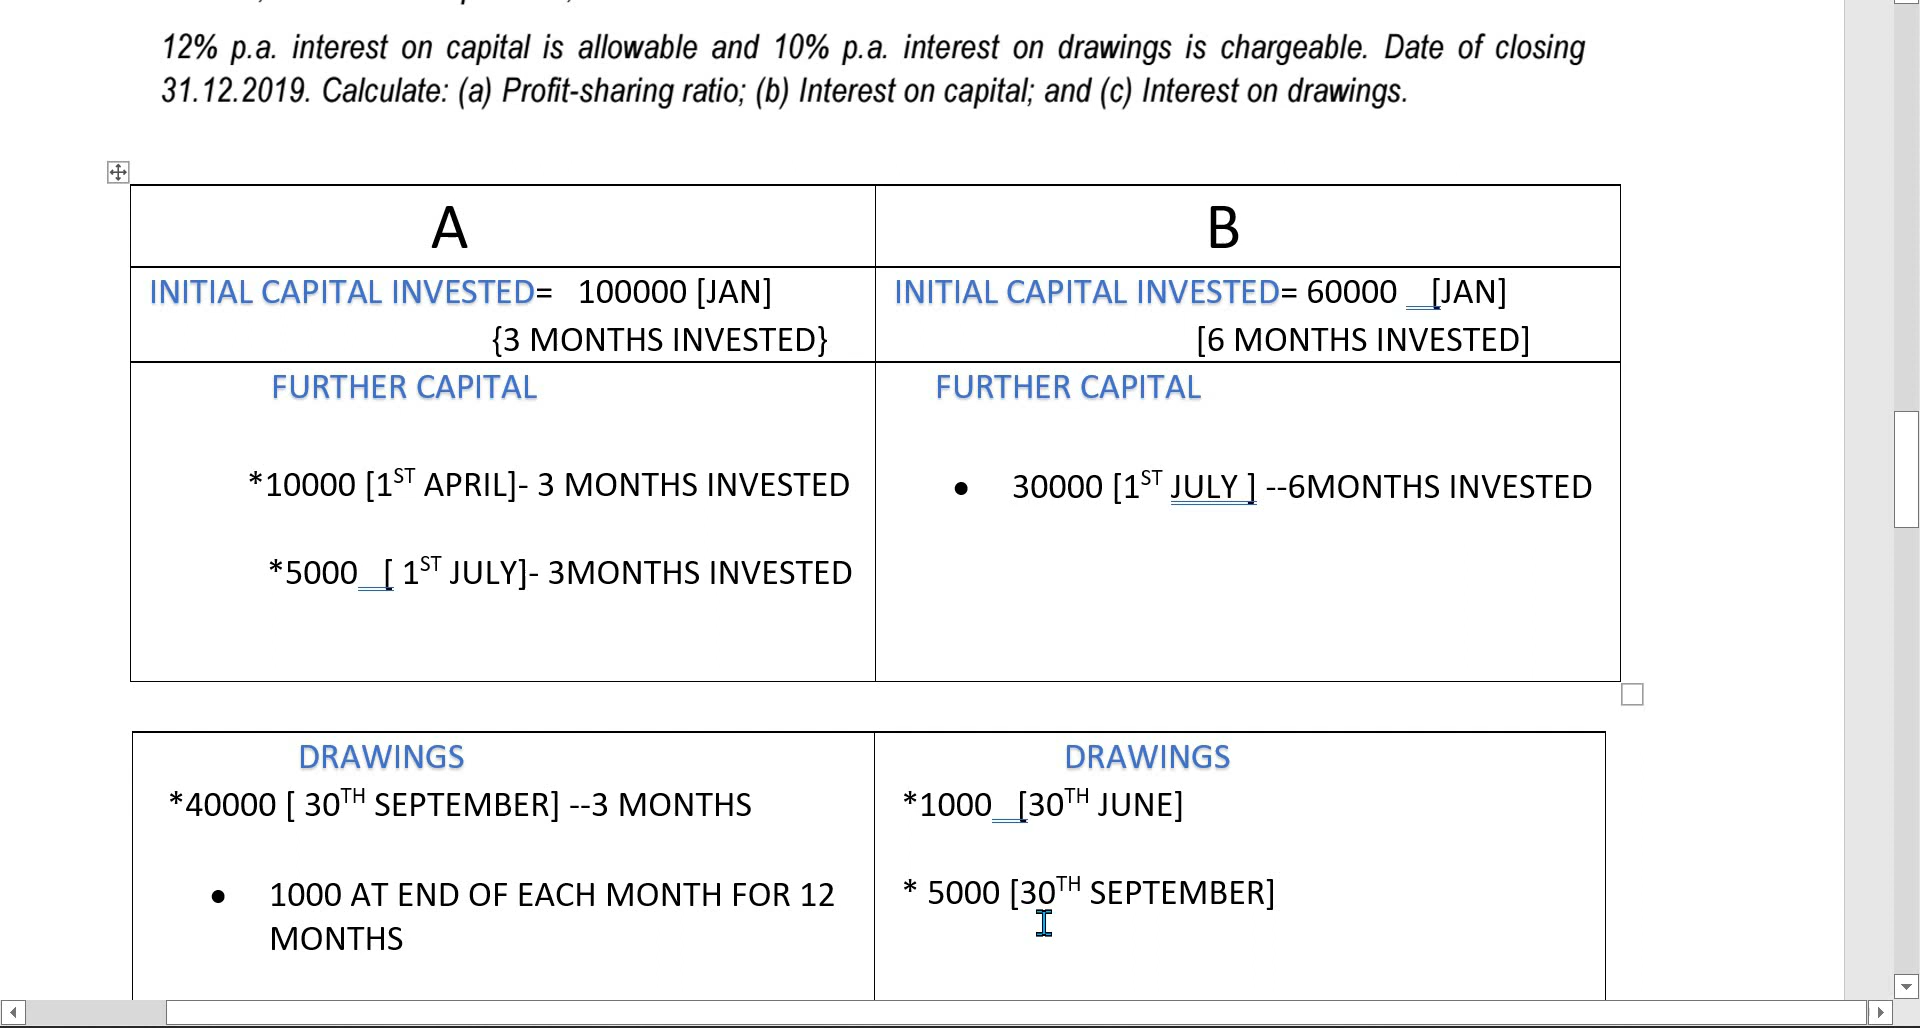 12% p.a. interest on capital is allowable and 10% p.a. interest on drawings is chargeable. Date of closing
31.12.2019. Calculate: (a) Profit-sharing ratio; (b) Interest on capital; and (c) Interest on drawings.
A
B
INITIAL CAPITAL INVESTED= 100000 [JAN]
{3 MONTHS INVESTED}
INITIAL CAPITAL INVESTED= 60000 [JAN]
[6 MONTHS INVESTED]
FURTHER CAPITAL
*10000 [1ST APRIL]- 3 MONTHS INVESTED
*5000 [ 1ST JULY]- 3MONTHS INVESTED
FURTHER CAPITAL
• 30000 [1ST JULY ] --6MONTHS INVESTED
DRAWINGS
*40000 [ 30TH SEPTEMBER] --3 MONTHS
• 1000 AT END OF EACH MONTH FOR 12
MONTHS
DRAWINGS
*1000 [30TH JUNE]
* 5000 [30TH SEPTEMBER]